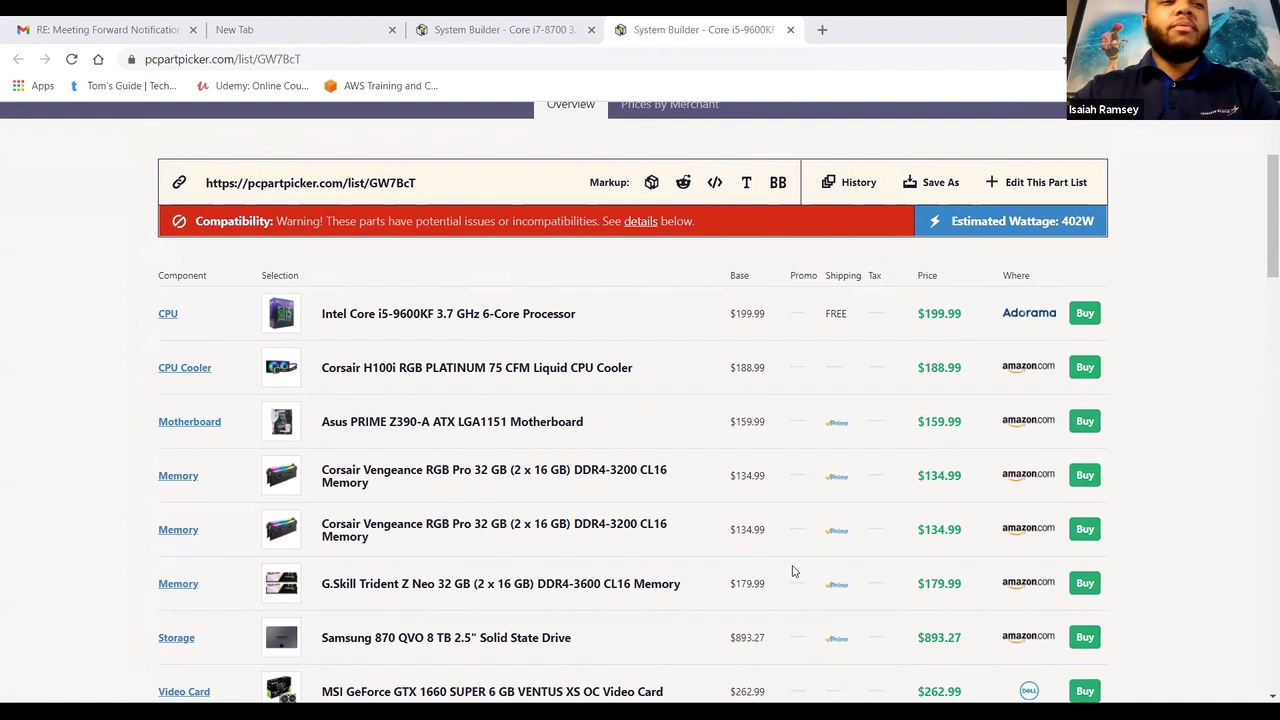 RE: Meeting Forward Notification
New Tab
System Builder - Core i7-8700 3.
System Builder - Core i5-9600KF
pcpartpicker.com/list/GW7BcT
Apps
Tom's Guide | Tech...
Udemy: Online Cou...
AWS Training and C...
Isaiah Ramsey
Overview
Prices By Merchant
https://pcpartpicker.com/list/GW7BcT
Markup:
T
BB
History
Save As
Edit This Part List
Compatibility: Warning! These parts have potential issues or incompatibilities. See details below.
Estimated Wattage: 402W
Component Selection Base Promo Shipping Tax Price Where
CPU Intel Core i5-9600KF 3.7 GHz 6-Core Processor $199.99 FREE $199.99 Adorama Buy
CPU Cooler Corsair H100i RGB PLATINUM 75 CFM Liquid CPU Cooler $188.99 $188.99 amazon.com Buy
Motherboard Asus PRIME Z390-A ATX LGA1151 Motherboard $159.99 Prime $159.99 amazon.com Buy
Memory Corsair Vengeance RGB Pro 32 GB (2 x 16 GB) DDR4-3200 CL16
Memory $134.99 Prime $134.99 amazon.com Buy
Memory Corsair Vengeance RGB Pro 32 GB (2 x 16 GB) DDR4-3200 CL16
Memory $134.99 Prime $134.99 amazon.com Buy
Memory G.Skill Trident Z Neo 32 GB (2 x 16 GB) DDR4-3600 CL16 Memory $179.99 Prime $179.99 amazon.com Buy
Storage Samsung 870 QVO 8 TB 2.5" Solid State Drive $893.27 Prime $893.27 amazon.com Buy
Video Card MSI GeForce GTX 1660 SUPER 6 GB VENTUS XS OC Video Card $262.99 $262.99 DELL Buy